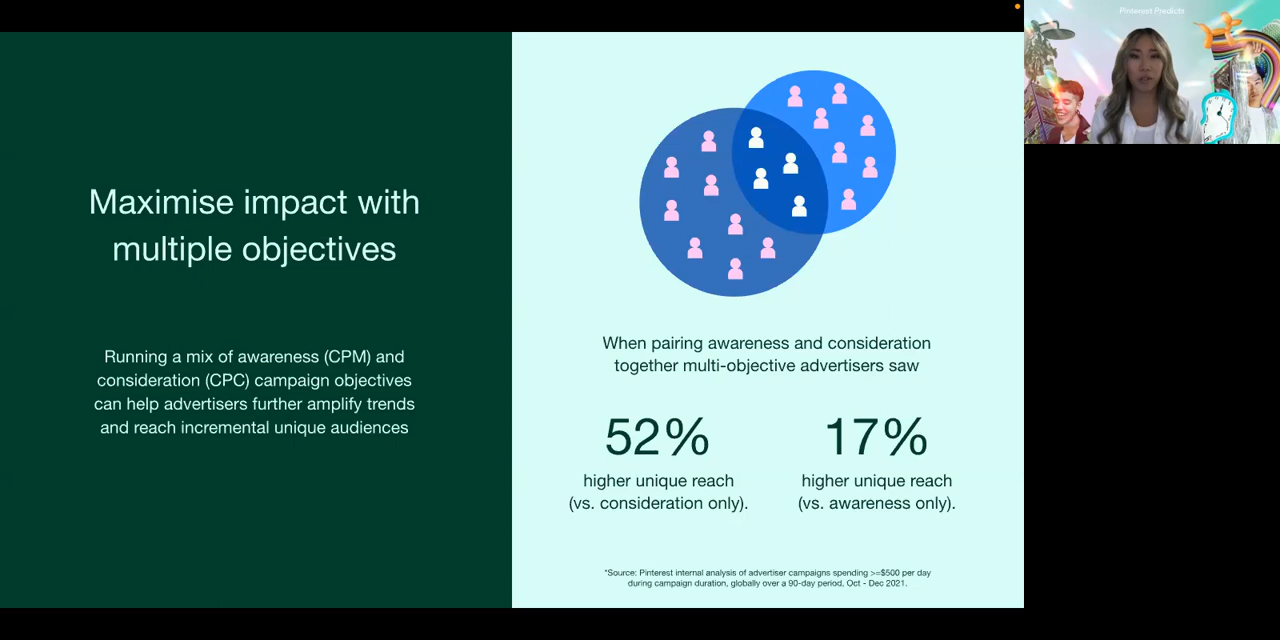 Pinterest Predicts
Maximise impact with
multiple objectives
Running a mix of awareness (CPM) and
consideration (CPC) campaign objectives
can help advertisers further amplify trends
and reach incremental unique audiences
When pairing awareness and consideration
together multi-objective advertisers saw
52%
higher unique reach
(vs. consideration only).
17%
higher unique reach
(vs. awareness only).
*Source: Pinterest internal analysis of advertiser campaigns spending >=$500 per day
during campaign duration, globally over a 90-day period, Oct - Dec 2021.